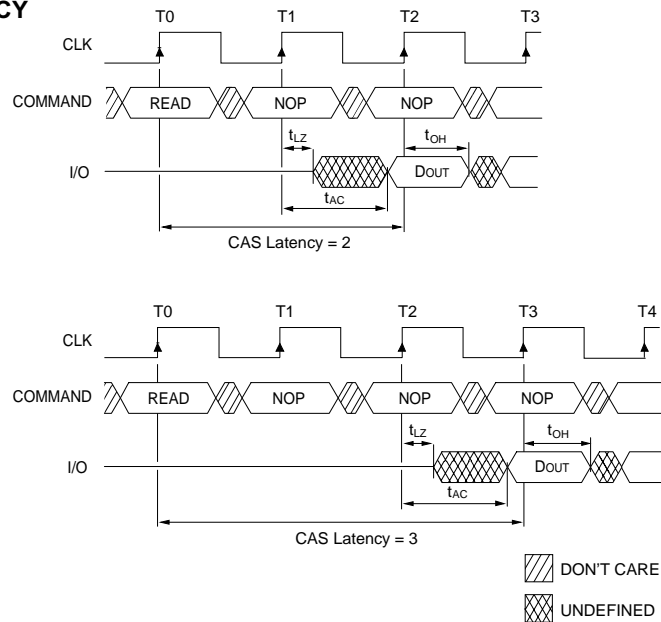 CY
T0 T1 T2 T3
CLK
COMMAND READ NOP NOP
tLZ tOH
I/O DOUT
tAC
CAS Latency = 2
T0 T1 T2 T3 T4
CLK
COMMAND READ NOP NOP NOP
tLZ tOH
I/O DOUT
tAC
CAS Latency = 3
DON'T CARE
UNDEFINED